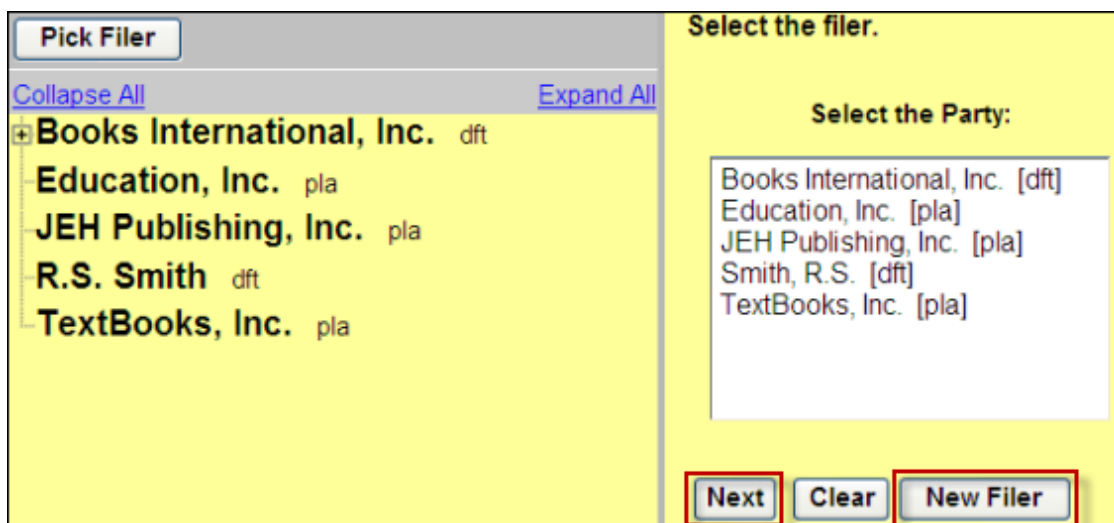 Pick Filer
Collapse All Expand All
Books International, Inc. dft
Education, Inc. pla
JEH Publishing, Inc. pla
R.S. Smith dft
TextBooks, Inc. pla
Select the filer.
Select the Party:
Books International, Inc. [dft]
Education, Inc. [pla]
JEH Publishing, Inc. [pla]
Smith, R.S. [dft]
TextBooks, Inc. [pla]
Next Clear New Filer